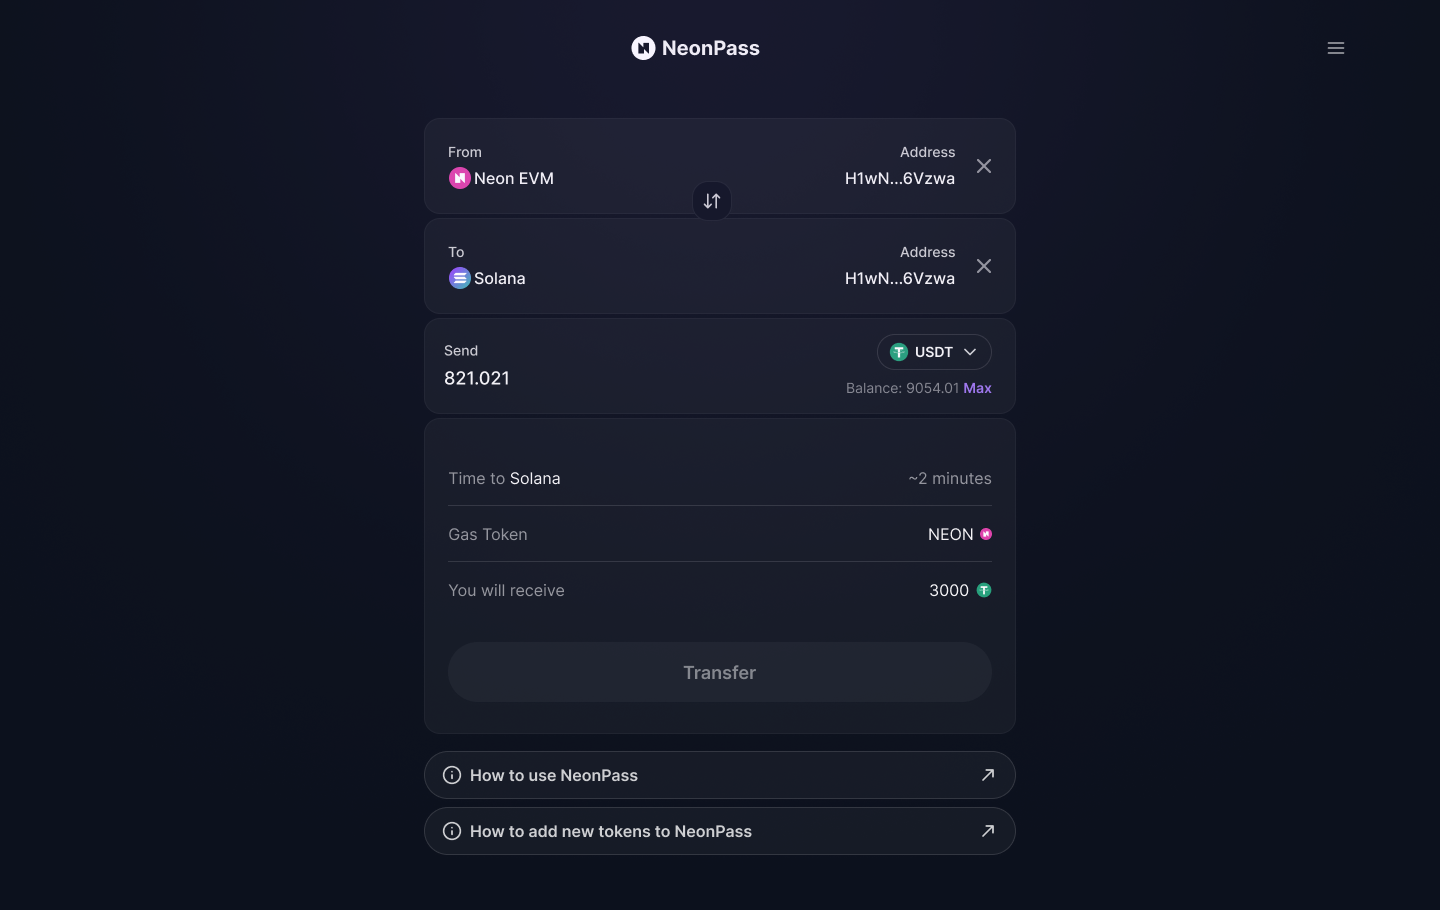 NeonPass
From
Address
Neon EVM
H1wN...6Vzwa
To
Address
Solana
H1wN...6Vzwa
Send
USDT
821.021
Balance: 9054.01 Max
Time to Solana
~2 minutes
Gas Token
NEON
You will receive
3000
Transfer
How to use NeonPass
How to add new tokens to NeonPass